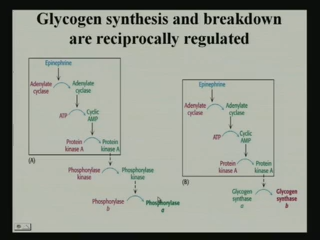 Glycogen synthesis and breakdown
are reciprocally regulated
Epinephrine
Adenylate
cyclase
Adenylate
cyclase
ATP
Cyclic
AMP
Protein
kinase A
Protein
kinase A
(A)
Phosphorylase
kinase
Phosphorylase
kinase
Phosphorylase
b
Phosphorylase
a
Epinephrine
Adenylate
cyclase
Adenylate
cyclase
ATP
Cyclic
AMP
Protein
kinase A
Protein
kinase A
(B)
Glycogen
synthase
a
Glycogen
synthase
b